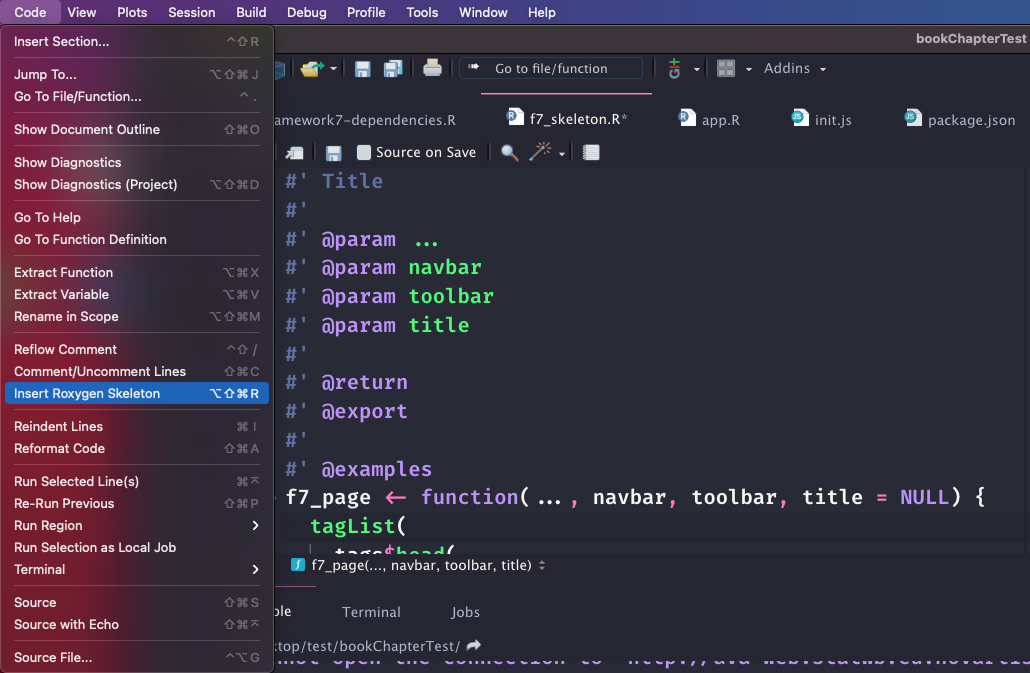 Code View Plots Session Build Debug Profile Tools Window Help
Insert Section... ^⇧R
Jump To... ⌥⇧⌘J
Go To File/Function... ^.
Show Document Outline ⇧⌘O
Show Diagnostics
Show Diagnostics (Project) ⌥⇧⌘D
Go To Help
Go To Function Definition
Extract Function ⌥⌘X
Extract Variable ⌥⌘V
Rename in Scope ⌥⇧⌘M
Reflow Comment ^⇧/
Comment/Uncomment Lines ⇧⌘C
Insert Roxygen Skeleton ⌥⇧⌘R
Reindent Lines ⌘I
Reformat Code ⇧⌘A
Run Selected Line(s) ⌘⌤
Re-Run Previous ⇧⌘P
Run Region
Run Selection as Local Job
Terminal
Source ⇧⌘S
Source with Echo ⇧⌘⌤
Source File... ^⌥G
bookChapterTest
Go to file/function Addins
amework7-dependencies.R f7_skeleton.R* app.R init.js package.json
Source on Save
#' Title
#'
#' @param ...
#' @param navbar
#' @param toolbar
#' @param title
#'
#' @return
#' @export
#'
#' @examples
f7_page <- function(..., navbar, toolbar, title = NULL) {
tagList(
tags$head(
f7_page(..., navbar, toolbar, title)
ole Terminal Jobs
ktop/test/bookChapterTest/
not open the connection to 'http://